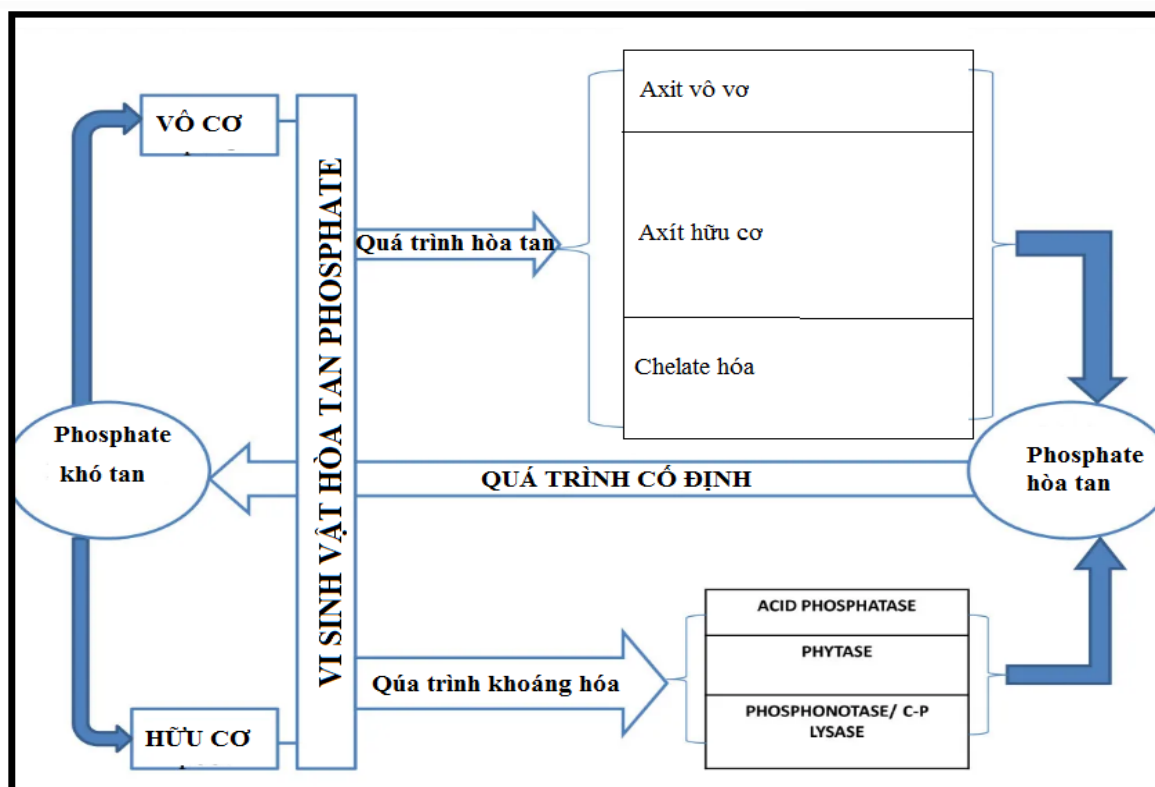 VÔ CƠ
VI SINH VẬT HÒA TAN PHOSPHATE
Quá trình hòa tan
Axit vô vơ
Axít hữu cơ
Chelate hóa
Phosphate
khó tan
QUÁ TRÌNH CỐ ĐỊNH
Phosphate
hòa tan
Qúa trình khoáng hóa
ACID PHOSPHATASE
PHYTASE
PHOSPHONOTASE/ C-P
LYSASE
HỮU CƠ